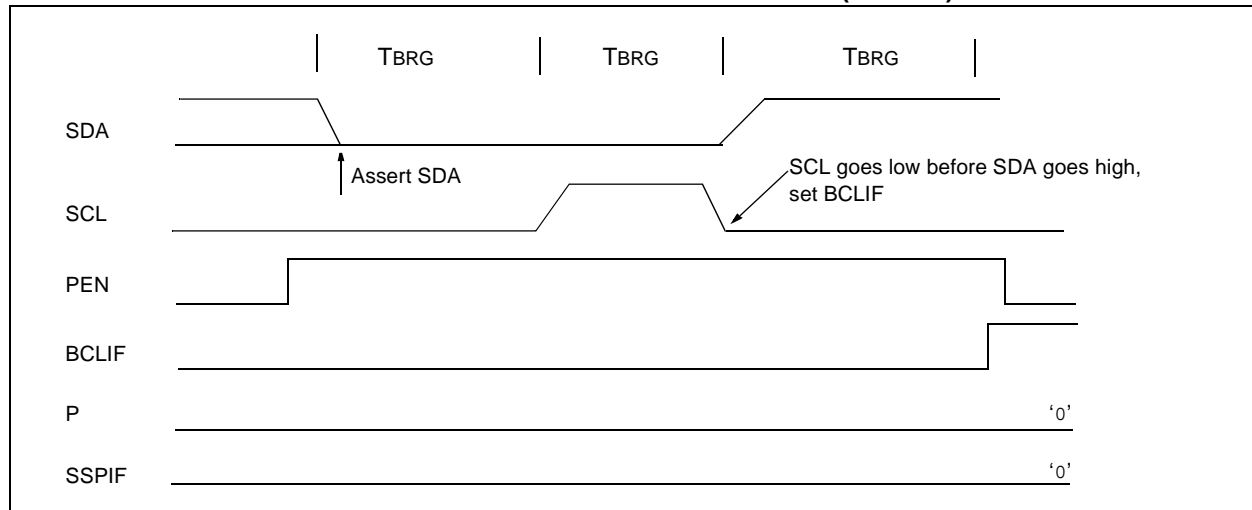 TBRG TBRG TBRG
SDA
Assert SDA
SCL goes low before SDA goes high,
set BCLIF
SCL
PEN
BCLIF
P '0'
SSPIF '0'